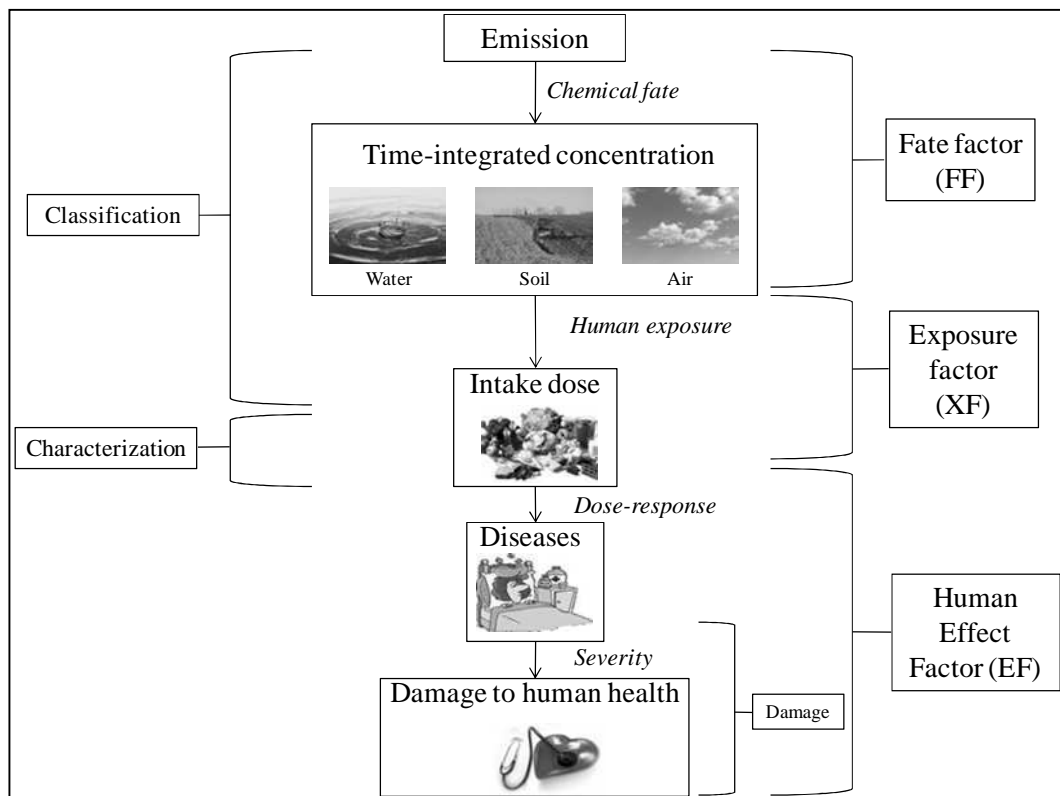 Emission
Chemical fate
Time-integrated concentration
Water
Soil
Air
Fate factor
(FF)
Classification
Human exposure
Exposure
factor
(XF)
Intake dose
Characterization
Dose-response
Diseases
Human
Effect
Factor (EF)
Severity
Damage to human health
Damage